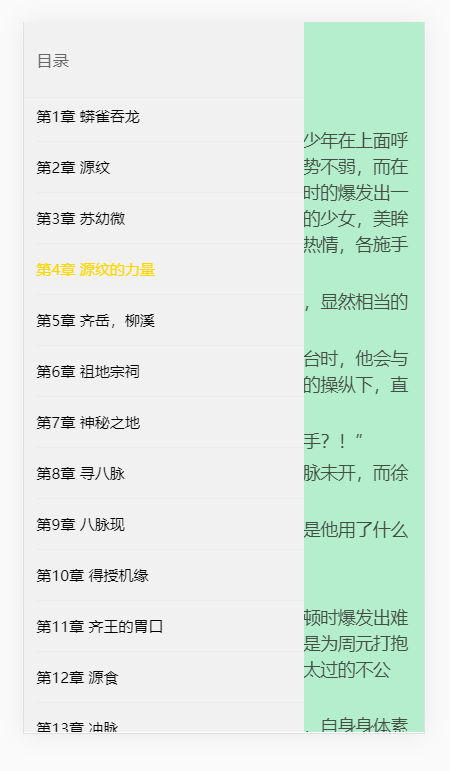 目录
第1章 蟒雀吞龙
第2章 源纹
第3章 苏幼微
第4章 源纹的力量
第5章 齐岳，柳溪
第6章 祖地宗祠
第7章 神秘之地
第8章 寻八脉
第9章 八脉现
第10章 得授机缘
第11章 齐王的胃口
第12章 源食
第13章 冲脉
少年在上面呼
势不弱，而在
时的爆发出一
的少女，美眸
热情，各施手
，显然相当的
台时，他会与
的操纵下，直
手？！”
脉未开，而徐
是他用了什么
顿时爆发出难
是为周元打抱
太过的不公
，自身身体素